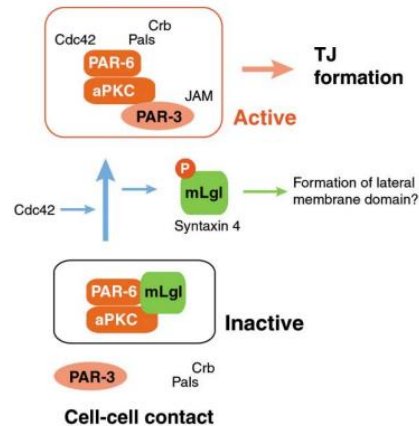 Crb
Cdc42 Pals
PAR-6
aPKC
JAM
PAR-3
Active
TJ
formation
P
mLgl
Syntaxin 4
Formation of lateral
membrane domain?
Cdc42
PAR-6 mLgl
aPKC
Inactive
PAR-3
Crb
Pals
Cell-cell contact